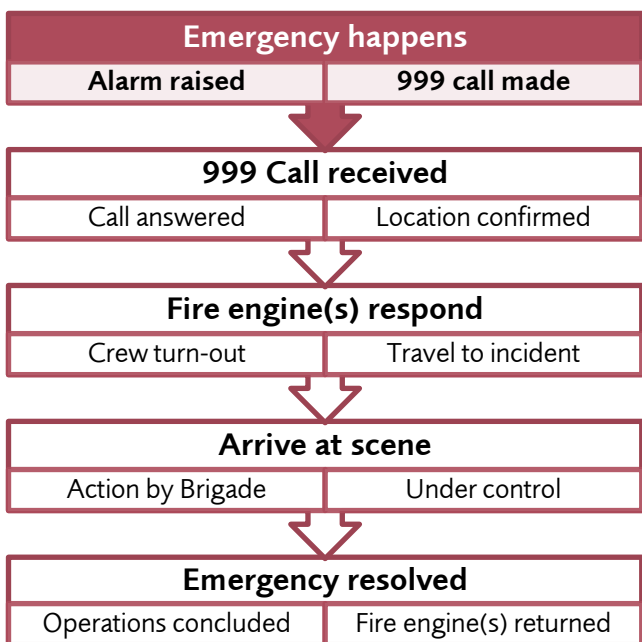 Emergency happens
Alarm raised 999 call made
999 Call received
Call answered Location confirmed
Fire engine(s) respond
Crew turn-out Travel to incident
Arrive at scene
Action by Brigade Under control
Emergency resolved
Operations concluded Fire engine(s) returned